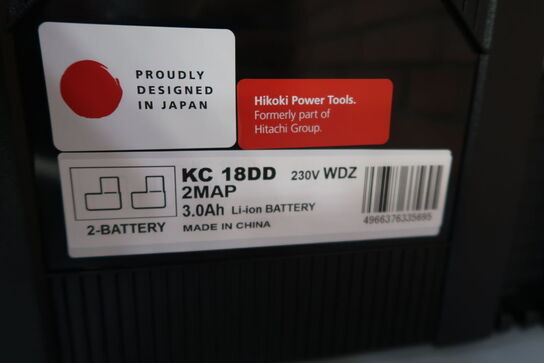 PROUDLY
DESIGNED
IN JAPAN
Hikoki Power Tools.
Formerly part of
Hitachi Group.
KC 18DD 230V WDZ
2MAP
3.0Ah Li-ion BATTERY
2-BATTERY MADE IN CHINA
4966376335695